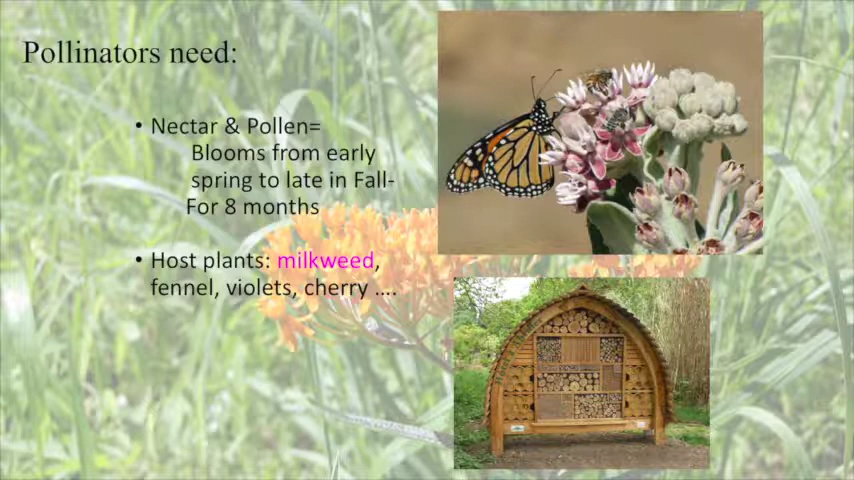 Pollinators need:
• Nectar & Pollen=
Blooms from early
spring to late in Fall-
For 8 months
• Host plants: milkweed,
fennel, violets, cherry ....